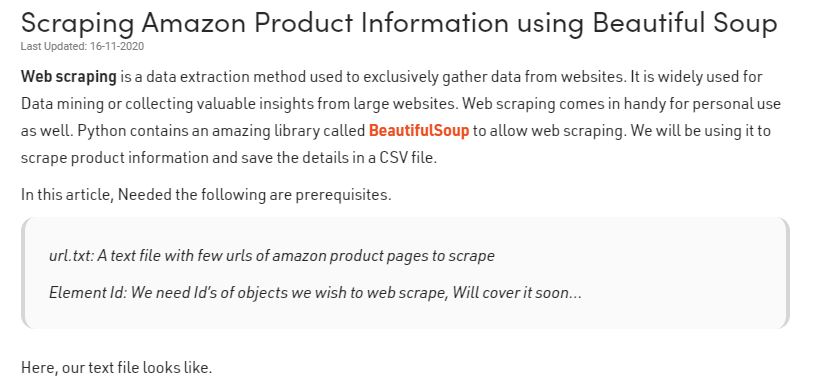 Scraping Amazon Product Information using Beautiful Soup
Last Updated: 16-11-2020
Web scraping is a data extraction method used to exclusively gather data from websites. It is widely used for
Data mining or collecting valuable insights from large websites. Web scraping comes in handy for personal use
as well. Python contains an amazing library called BeautifulSoup to allow web scraping. We will be using it to
scrape product information and save the details in a CSV file.
In this article, Needed the following are prerequisites.
url.txt: A text file with few urls of amazon product pages to scrape
Element Id: We need Id's of objects we wish to web scrape, Will cover it soon...
Here, our text file looks like.